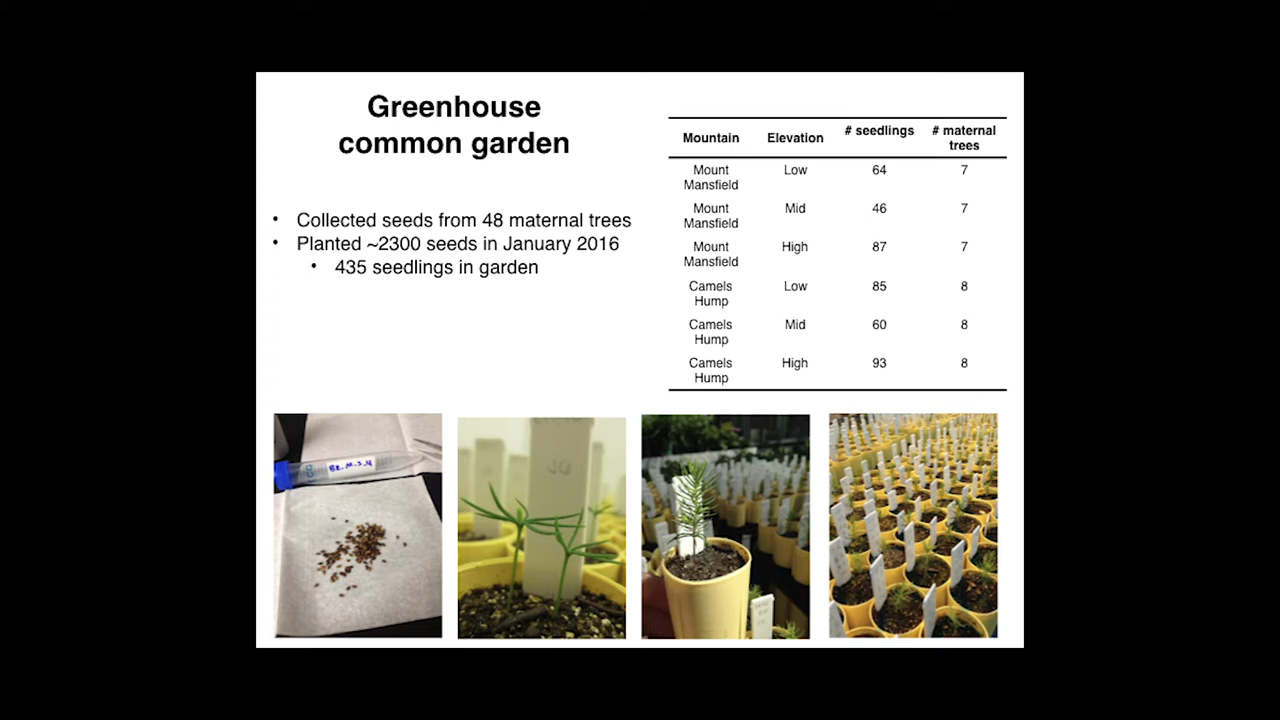 Greenhouse
common garden
• Collected seeds from 48 maternal trees
• Planted ~2300 seeds in January 2016
• 435 seedlings in garden
Mountain Elevation # seedlings # maternal trees
Mount Mansfield Low 64 7
Mount Mansfield Mid 46 7
Mount Mansfield High 87 7
Camels Hump Low 85 8
Camels Hump Mid 60 8
Camels Hump High 93 8